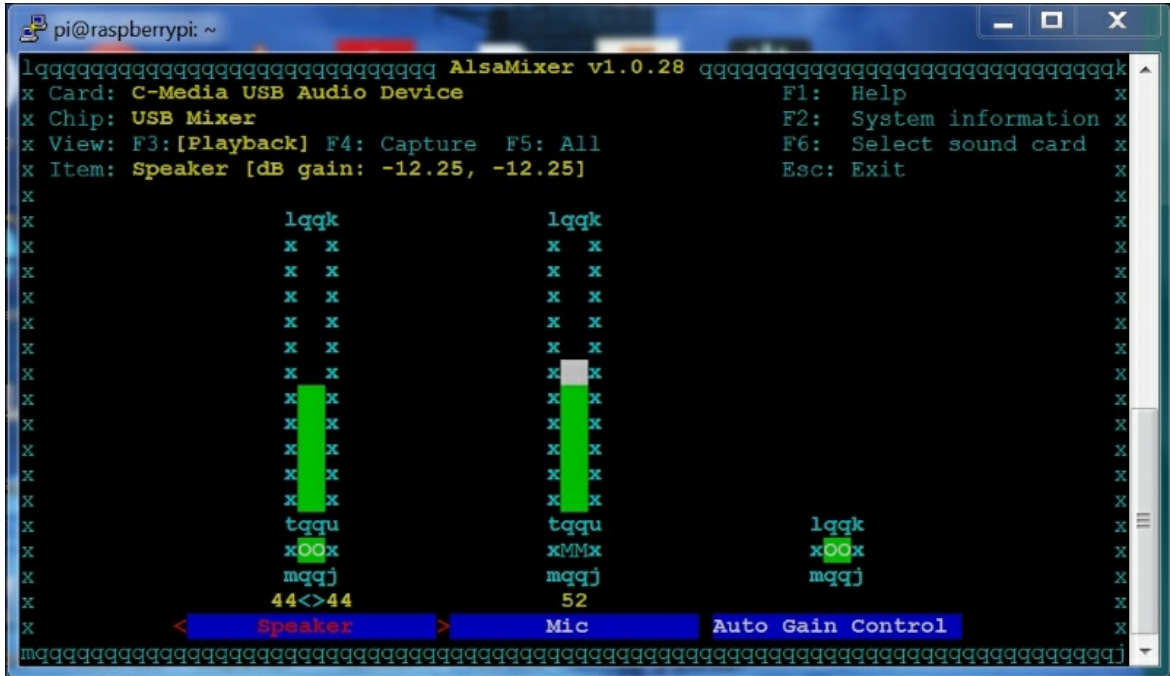 pi@raspberrypi: ~
lqqqqqqqqqqqqqqqqqqqqqqqqqqqqqq AlsaMixer v1.0.28 qqqqqqqqqqqqqqqqqqqqqqqqqqqqqqk
x Card: C-Media USB Audio Device F1: Help x
x Chip: USB Mixer F2: System information x
x View: F3:[Playback] F4: Capture F5: All F6: Select sound card x
x Item: Speaker [dB gain: -12.25, -12.25] Esc: Exit x
x x
x lqqk lqqk x
x x x x x x
x x x x x x
x x x x x x
x x x x x x
x x x x x x
x x x x x x
x x x x x x
x x x x x x
x x x x x x
x x x x x x
x x x x x x
x tqqu tqqu lqqk x
x xOOx xMMx xOOx x
x mqqj mqqj mqqj x
x 44<>44 52 x
x < Speaker > Mic Auto Gain Control x
mqqqqqqqqqqqqqqqqqqqqqqqqqqqqqqqqqqqqqqqqqqqqqqqqqqqqqqqqqqqqqqqqqqqqqqqqqqqqqqj